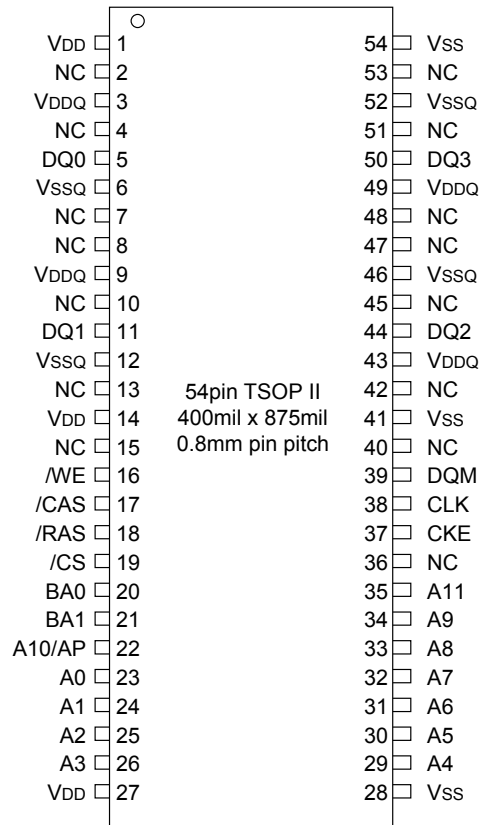 VDD 1 54 VSS
NC 2 53 NC
VDDQ 3 52 VSSQ
NC 4 51 NC
DQ0 5 50 DQ3
VSSQ 6 49 VDDQ
NC 7 48 NC
NC 8 47 NC
VDDQ 9 46 VSSQ
NC 10 45 NC
DQ1 11 44 DQ2
VSSQ 12 43 VDDQ
NC 13 54pin TSOP II 42 NC
VDD 14 400mil x 875mil 41 VSS
NC 15 0.8mm pin pitch 40 NC
/WE 16 39 DQM
/CAS 17 38 CLK
/RAS 18 37 CKE
/CS 19 36 NC
BA0 20 35 A11
BA1 21 34 A9
A10/AP 22 33 A8
A0 23 32 A7
A1 24 31 A6
A2 25 30 A5
A3 26 29 A4
VDD 27 28 VSS